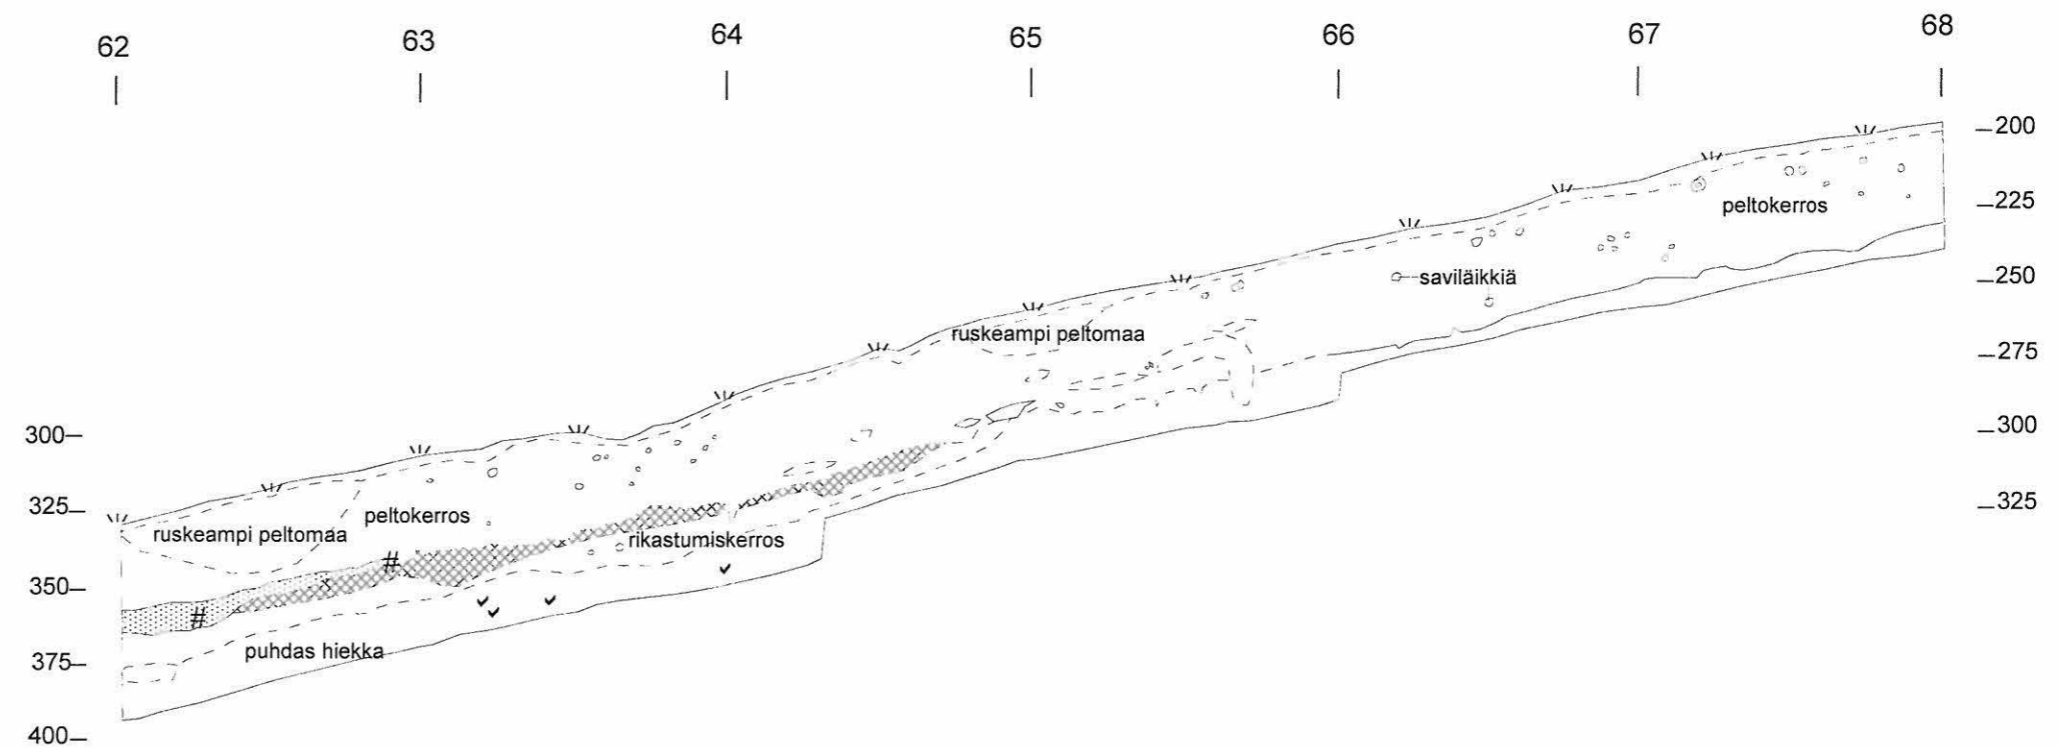 62 63 64 65 66 67 68
200
225
peltokerros
250
saviläikkiä
275
ruskeampi peltomaa
300 300
325 325
peltokerros
ruskeampi peltomaa
rikastumiskerros
#
350
#
puhdas hiekka
375
400